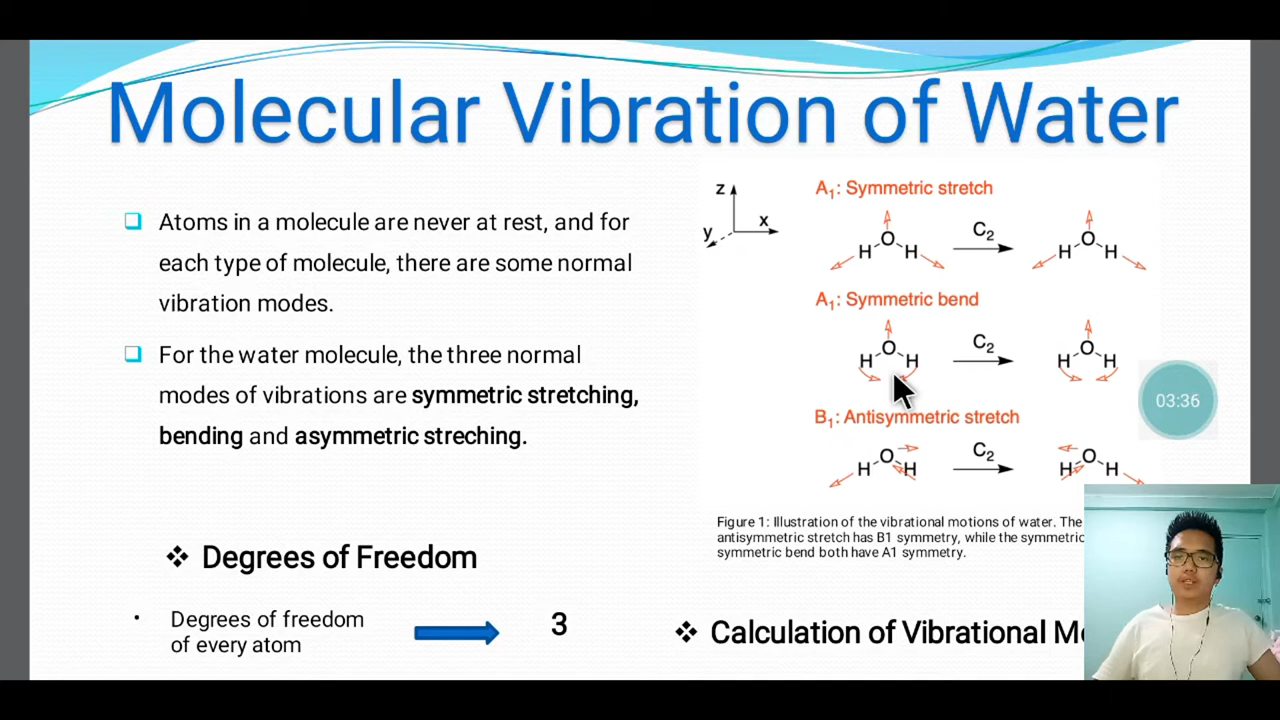 Molecular Vibration of Water
Atoms in a molecule are never at rest, and for
each type of molecule, there are some normal
vibration modes.
For the water molecule, the three normal
modes of vibrations are symmetric stretching,
bending and asymmetric streching.
Degrees of Freedom
Degrees of freedom
of every atom
3
z
x
y
A1: Symmetric stretch
H O H
C2
H O H
A1: Symmetric bend
H O H
C2
H O H
B1: Antisymmetric stretch
H O H
C2
H O H
03:36
Figure 1: Illustration of the vibrational motions of water. The
antisymmetric stretch has B1 symmetry, while the symmetric
symmetric bend both have A1 symmetry.
Calculation of Vibrational